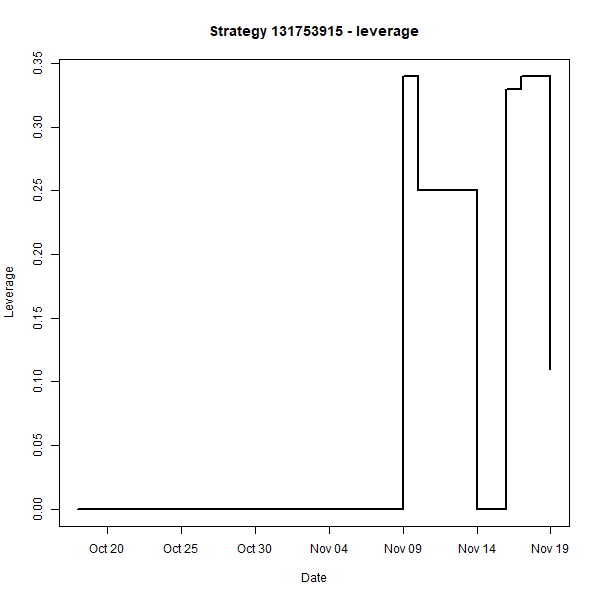 Strategy 131753915 - leverage
Leverage
0.35
0.30
0.25
0.20
0.15
0.10
0.05
0.00
Oct 20 Oct 25 Oct 30 Nov 04 Nov 09 Nov 14 Nov 19
Date